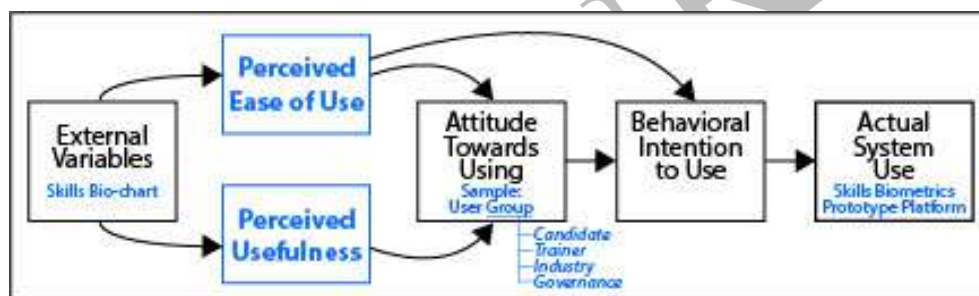 Perceived
Ease of Use
External
Variables
Skills Bio-chart
Perceived
Usefulness
Attitude
Towards
Using
Sample:
User Group
Candidate
Trainer
Industry
Governance
Behavioral
Intention
to Use
Actual
System
Use
Skills Biometrics
Prototype Platform